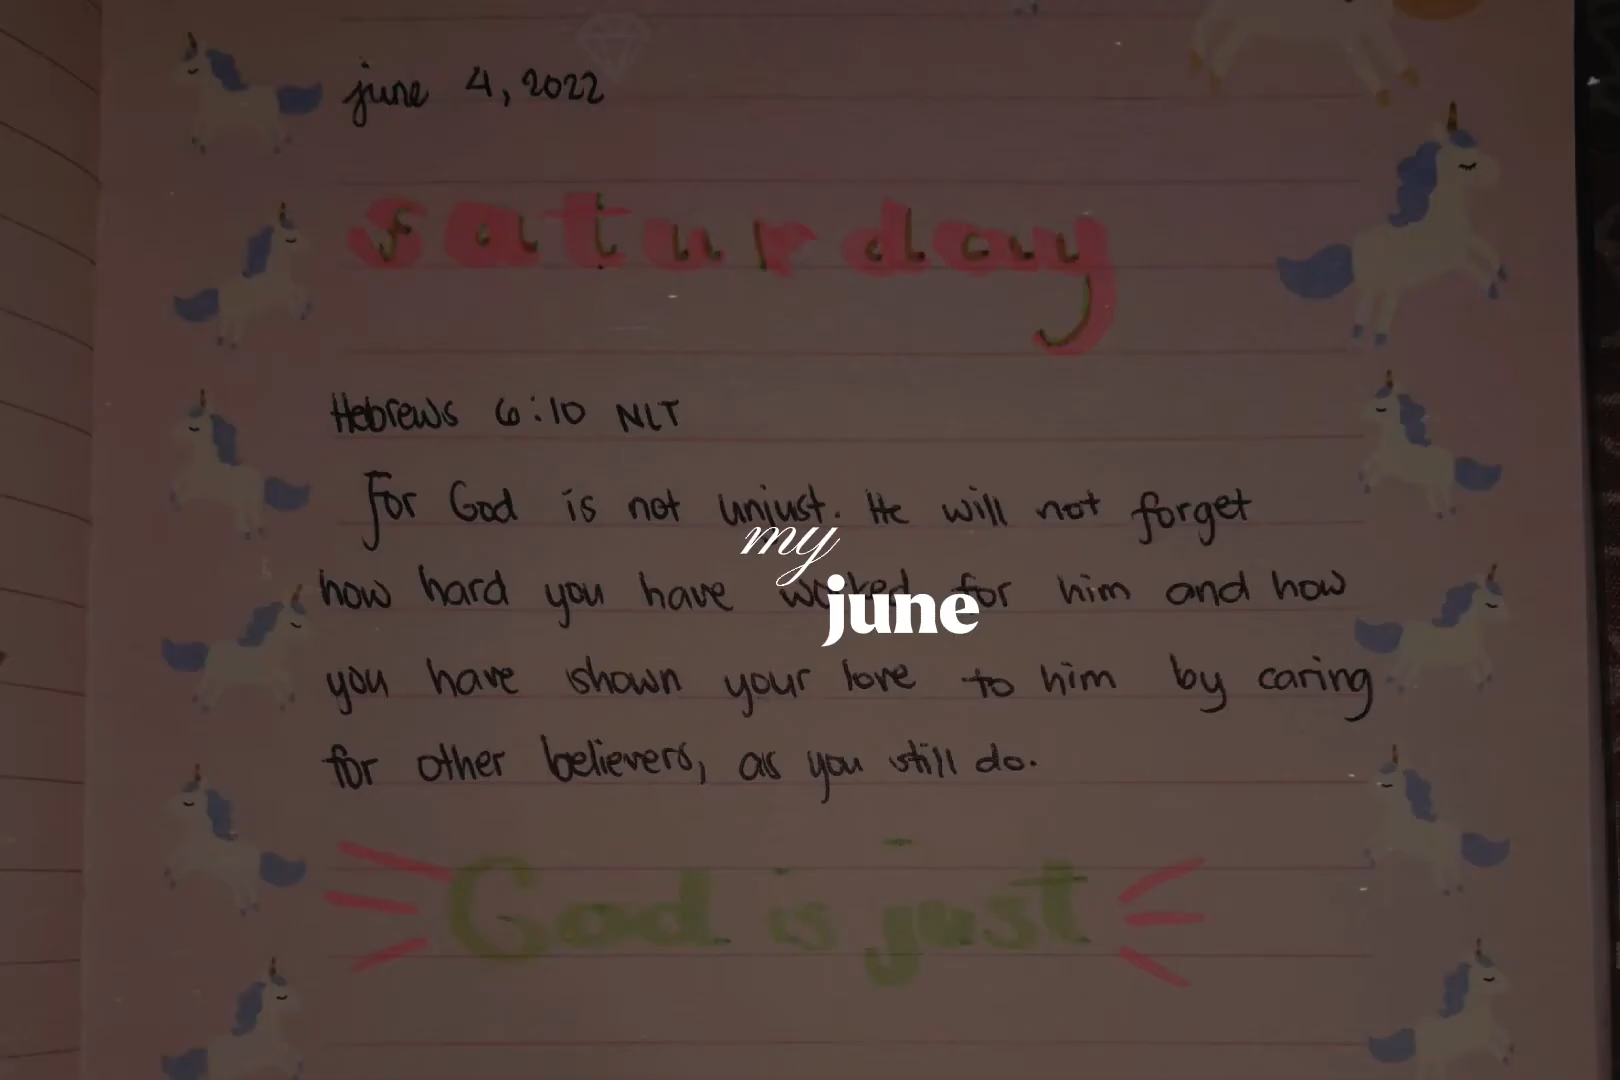 june 4, 2022
saturday
Hebrews 6:10 NLT
For God is not unjust. He will not forget
how hard you have worked for him and how
you have shown your love to him by caring
for other believers, as you still do.
God is just
my
june